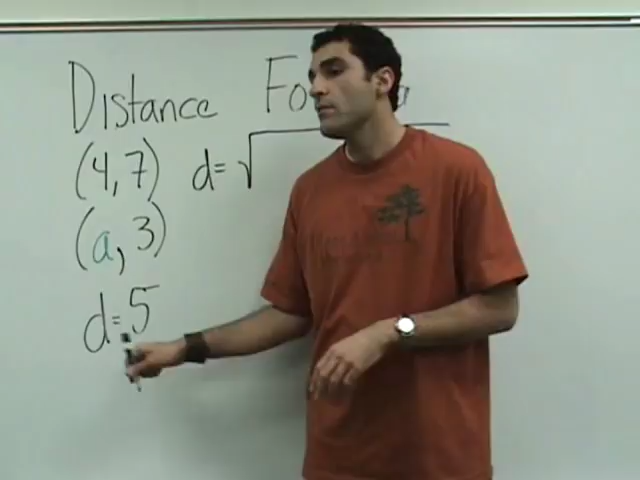 Distance Fo
(4,7) d=√
(a,3)
d=5